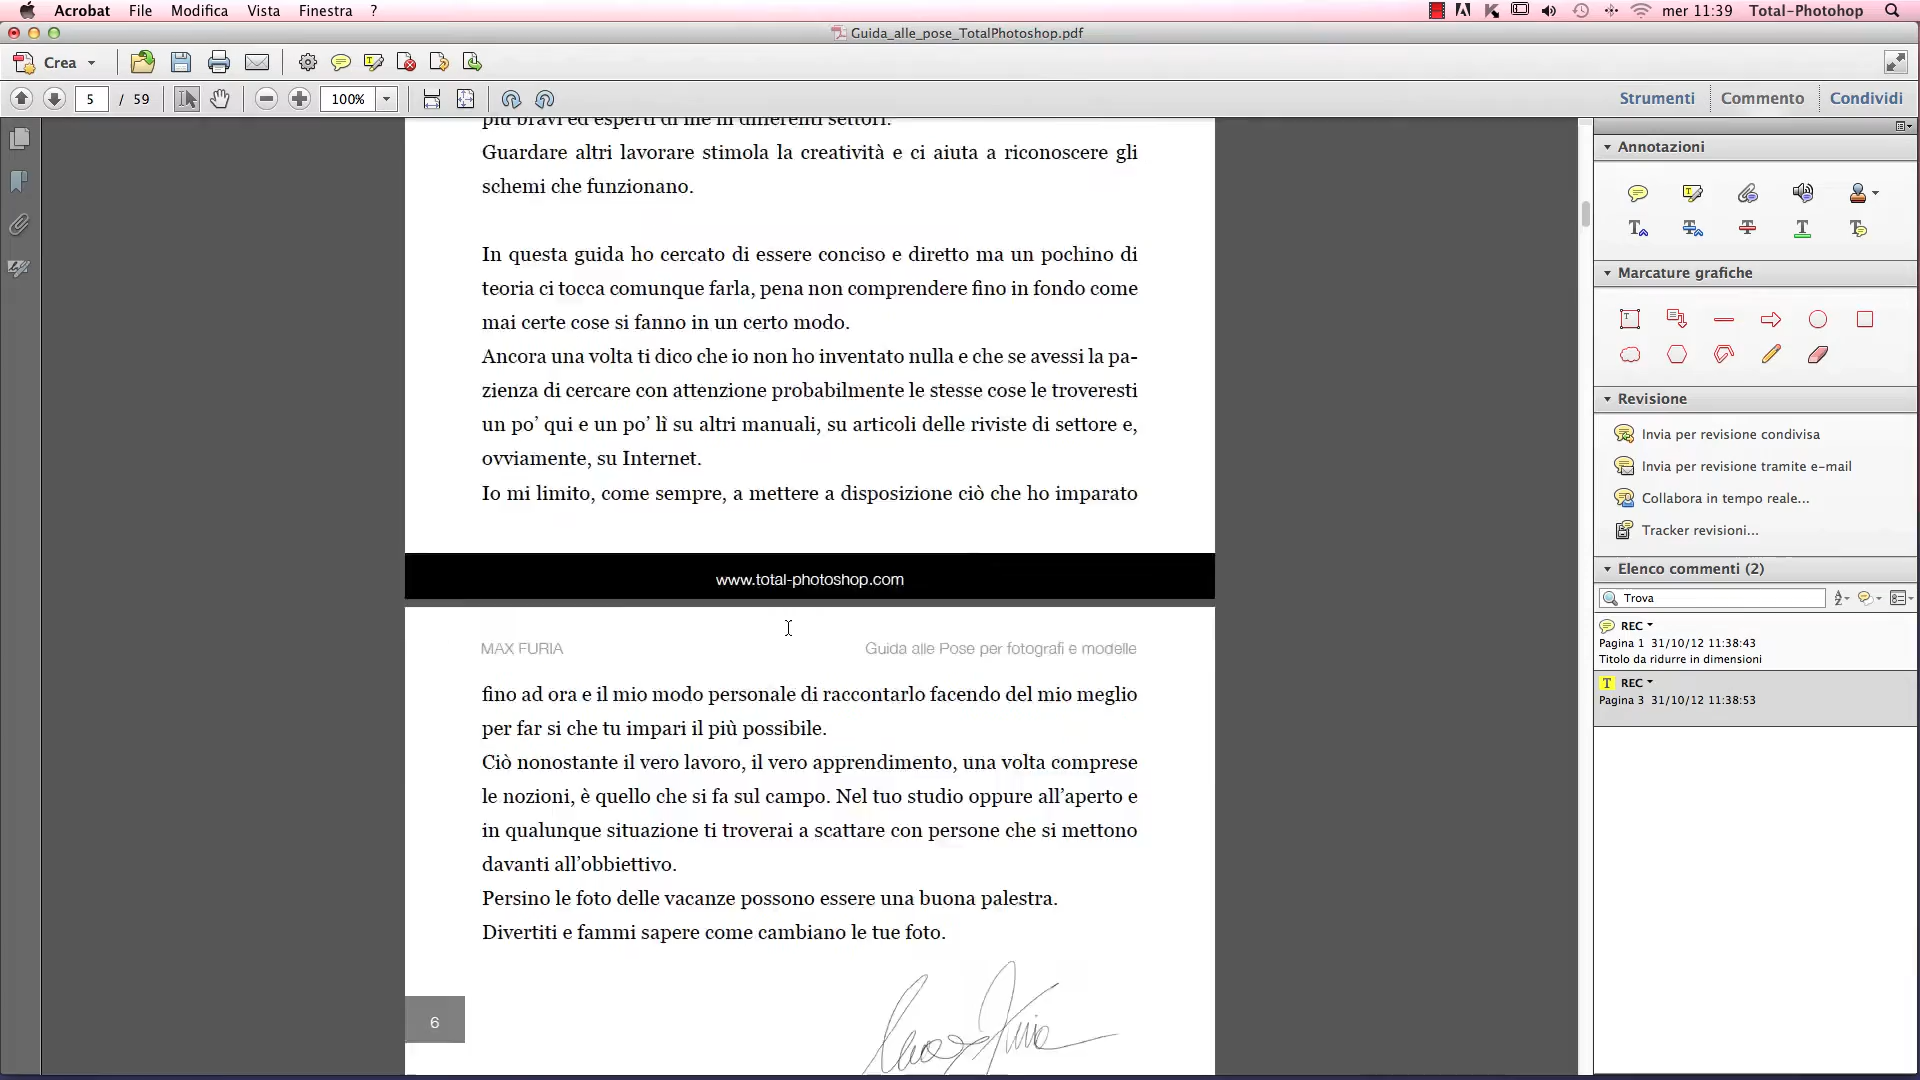 Acrobat File Modifica Vista Finestra ?
mer 11:39 Total-Photohop
Guida_alle_pose_TotalPhotoshop.pdf
Crea
5 / 59
100%
Strumenti Commento Condividi
più bravi ed esperti di me in differenti settori.
Guardare altri lavorare stimola la creatività e ci aiuta a riconoscere gli
schemi che funzionano.
In questa guida ho cercato di essere conciso e diretto ma un pochino di
teoria ci tocca comunque farla, pena non comprendere fino in fondo come
mai certe cose si fanno in un certo modo.
Ancora una volta ti dico che io non ho inventato nulla e che se avessi la pa-
zienza di cercare con attenzione probabilmente le stesse cose le troveresti
un po’ qui e un po’ lì su altri manuali, su articoli delle riviste di settore e,
ovviamente, su Internet.
Io mi limito, come sempre, a mettere a disposizione ciò che ho imparato
www.total-photoshop.com
MAX FURIA
Guida alle Pose per fotografi e modelle
fino ad ora e il mio modo personale di raccontarlo facendo del mio meglio
per far si che tu impari il più possibile.
Ciò nonostante il vero lavoro, il vero apprendimento, una volta comprese
le nozioni, è quello che si fa sul campo. Nel tuo studio oppure all’aperto e
in qualunque situazione ti troverai a scattare con persone che si mettono
davanti all’obbiettivo.
Persino le foto delle vacanze possono essere una buona palestra.
Divertiti e fammi sapere come cambiano le tue foto.
6
Annotazioni
Marcature grafiche
Revisione
Invia per revisione condivisa
Invia per revisione tramite e-mail
Collabora in tempo reale...
Tracker revisioni...
Elenco commenti (2)
Trova
REC
Pagina 1 31/10/12 11:38:43
Titolo da ridurre in dimensioni
REC
Pagina 3 31/10/12 11:38:53